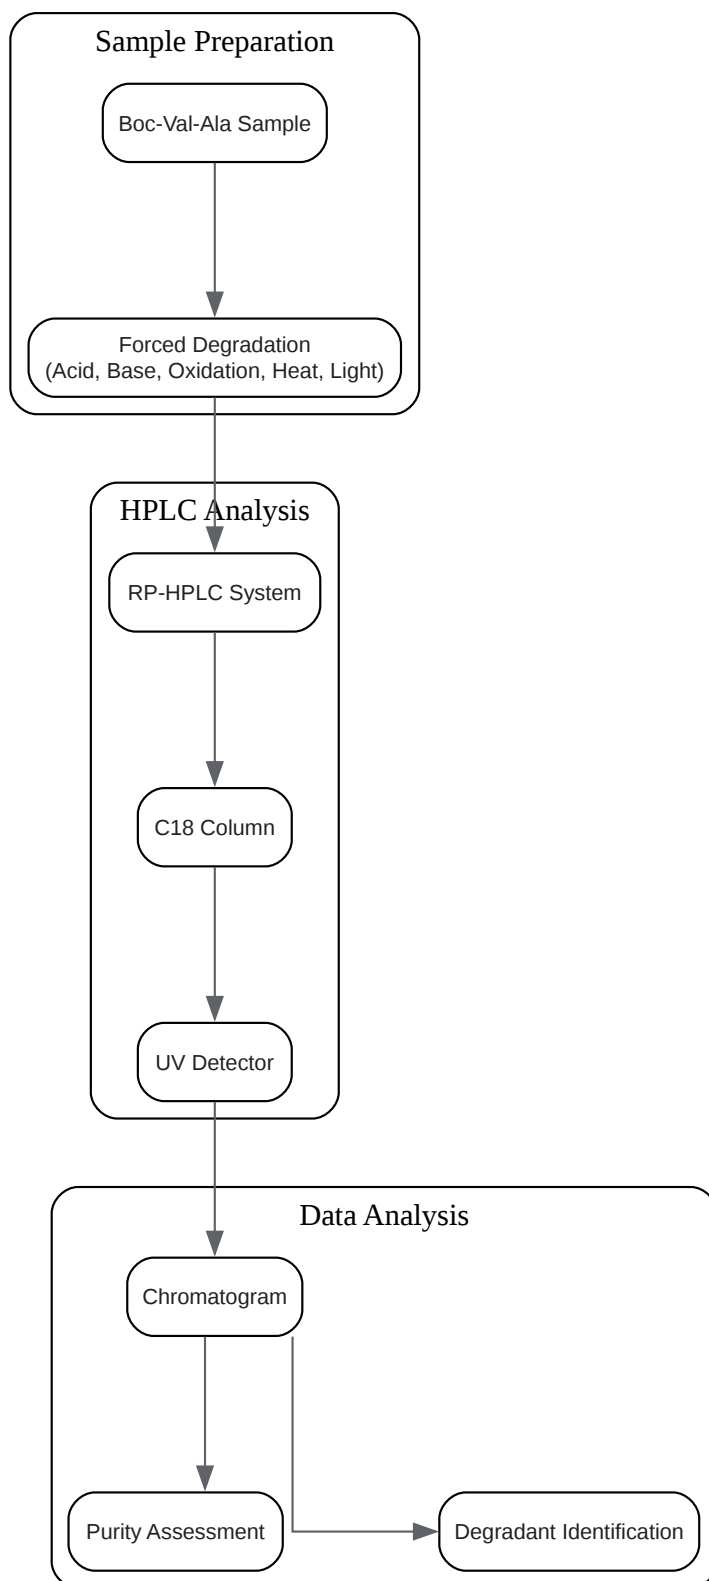 Sample Preparation
Boc-Val-Ala Sample
Forced Degradation
(Acid, Base, Oxidation, Heat, Light)
HPLC Analysis
RP-HPLC System
C18 Column
UV Detector
Data Analysis
Chromatogram
Purity Assessment
Degradant Identification